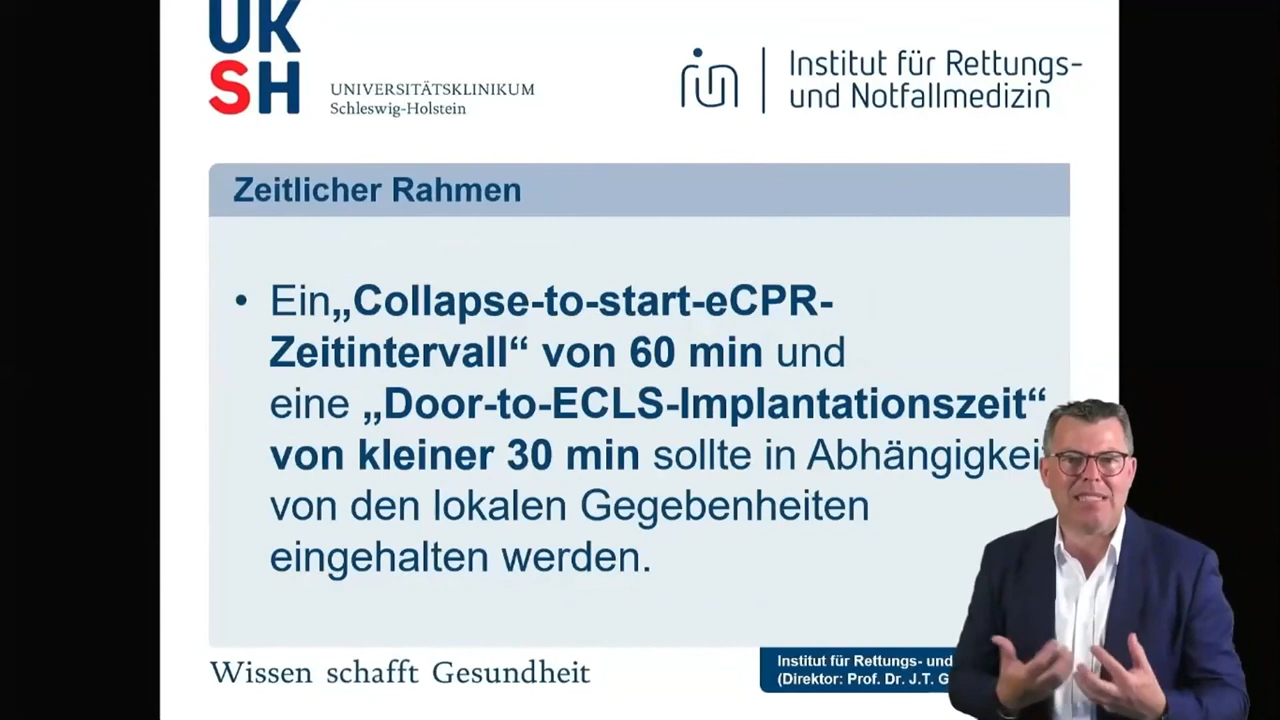 UK
SH
UNIVERSITÄTSKLINIKUM
Schleswig-Holstein
Institut für Rettungs-
und Notfallmedizin
Zeitlicher Rahmen
• Ein„Collapse-to-start-eCPR-
Zeitintervall“ von 60 min und
eine „Door-to-ECLS-Implantationszeit“
von kleiner 30 min sollte in Abhängigkei
von den lokalen Gegebenheiten
eingehalten werden.
Wissen schafft Gesundheit
Institut für Rettungs- und
(Direktor: Prof. Dr. J.T. G